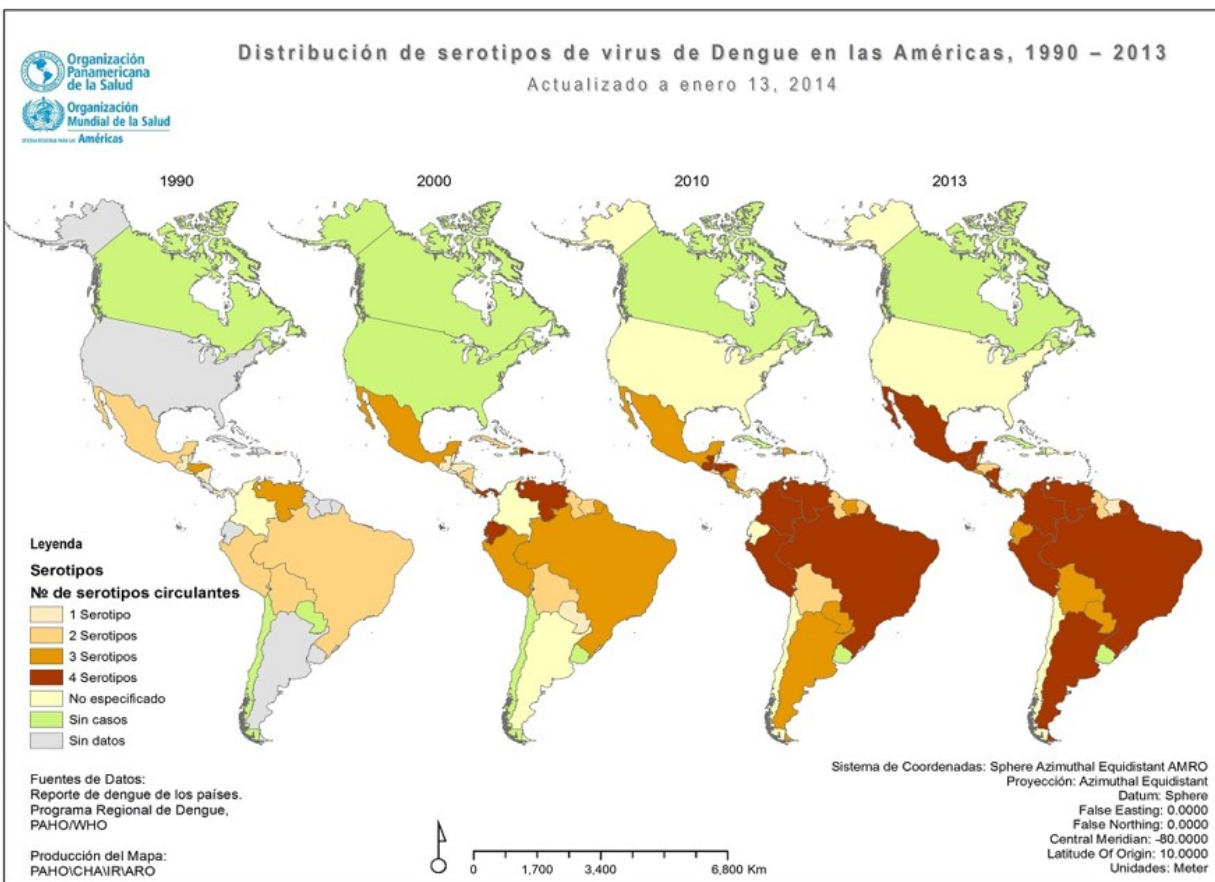 Organización
Panamericana
de la Salud
Organización
Mundial de la Salud
OFICINA REGIONAL PARA LAS Américas
Distribución de serotipos de virus de Dengue en las Américas, 1990 – 2013
Actualizado a enero 13, 2014
1990
2000
2010
2013
Leyenda
Serotipos
№ de serotipos circulantes
1 Serotipo
2 Serotipos
3 Serotipos
4 Serotipos
No especificado
Sin casos
Sin datos
Fuentes de Datos:
Reporte de dengue de los países.
Programa Regional de Dengue,
PAHO/WHO
Producción del Mapa:
PAHO\CHA\IR\ARO
0 1,700 3,400 6,800 Km
Sistema de Coordenadas: Sphere Azimuthal Equidistant AMRO
Proyección: Azimuthal Equidistant
Datum: Sphere
False Easting: 0.0000
False Northing: 0.0000
Central Meridian: -80.0000
Latitude Of Origin: 10.0000
Unidades: Meter